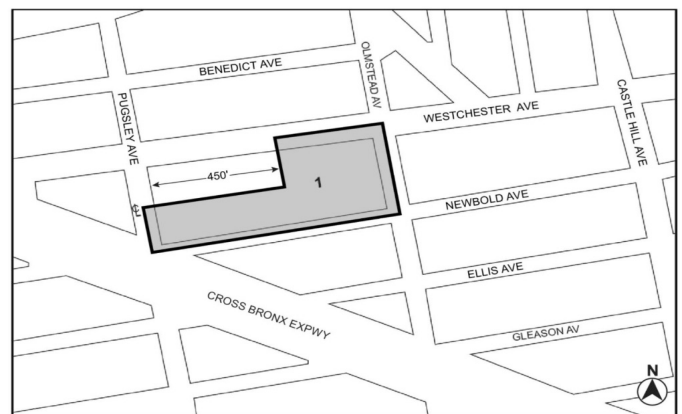 BENEDICT AVE
OLMSTEAD AV
PUGSLEY AVE
WESTCHESTER AVE
CASTLE HILL AVE
450'
1
NEWBOLD AVE
ELLIS AVE
CROSS BRONX EXPWY
GLEASON AV
N